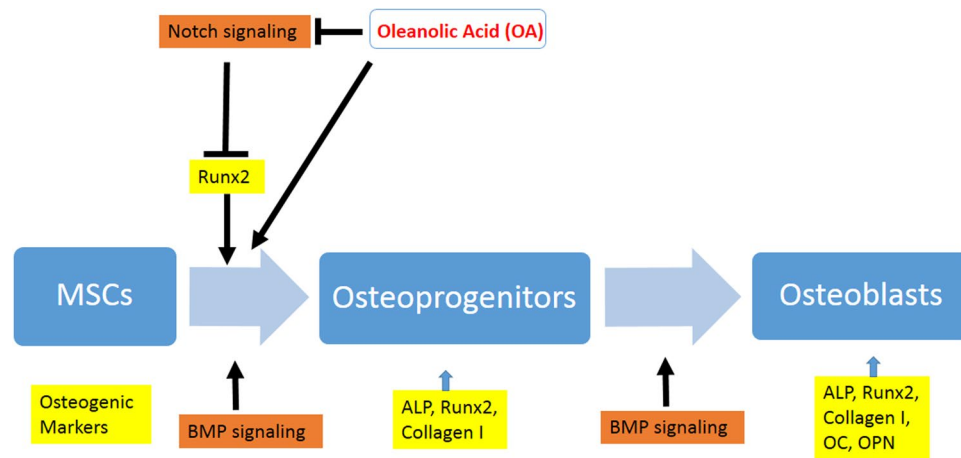 Notch signaling
Oleanolic Acid (OA)
Runx2
MSCs
Osteoprogenitors
Osteoblasts
Osteogenic
Markers
BMP signaling
ALP, Runx2,
Collagen I
BMP signaling
ALP, Runx2,
Collagen I,
OC, OPN